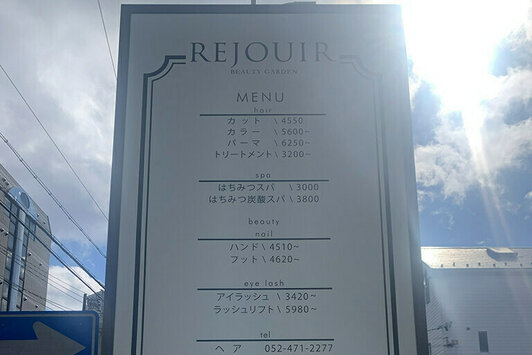 REJOUIR
BEAUTY GARDEN
MENU
hair
カット \ 4550
カラー \ 5600~
パーマ \ 6250~
トリートメント \ 3200~
spa
はちみつスパ \ 3000
はちみつ炭酸スパ \ 3800
beauty
nail
ハンド \ 4510~
フット \ 4620~
eye lash
アイラッシュ \ 3420~
ラッシュリフト \ 5980~
tel
ヘア 052-471-2277